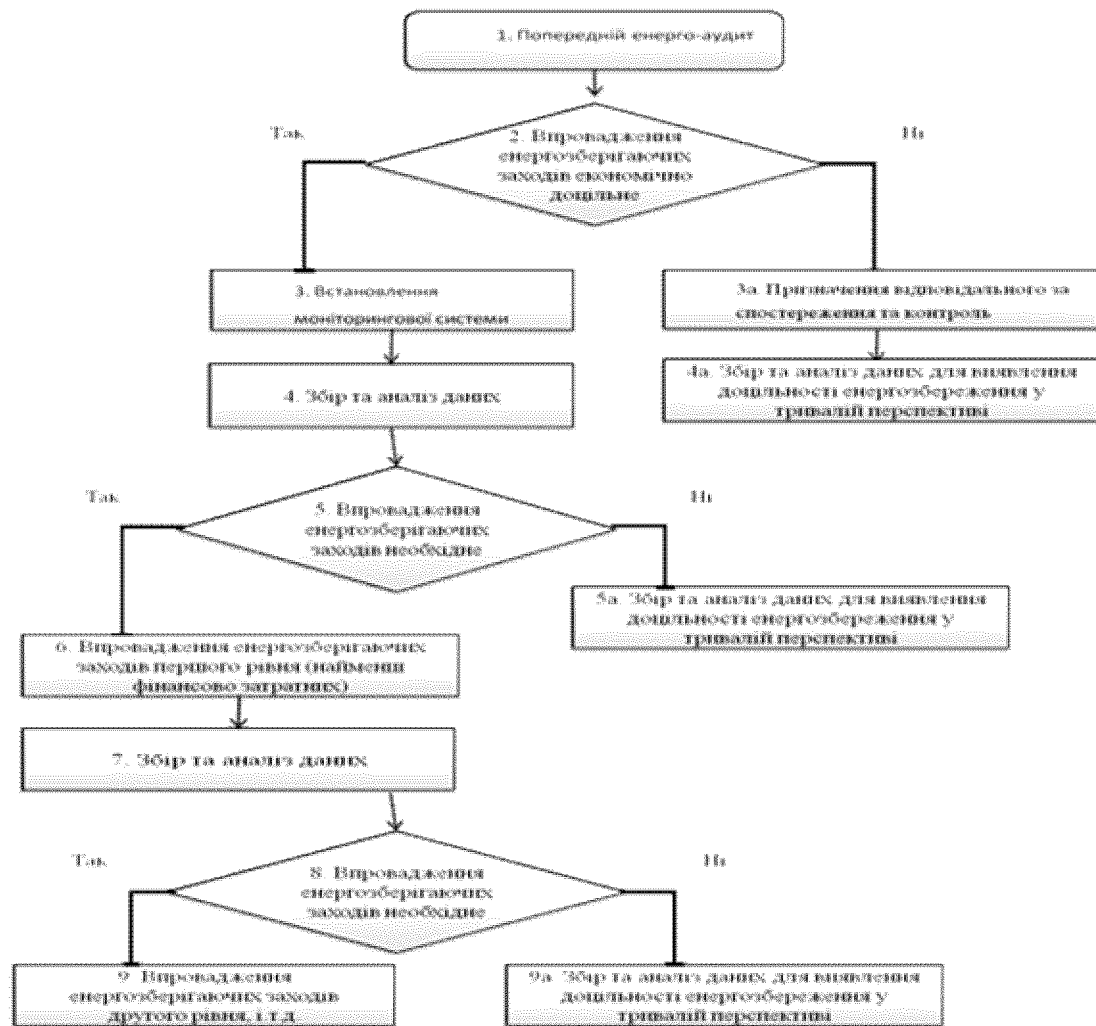 1. Попередній енерго-аудит
Так
Ні
2. Впровадження
енергозберігаючих
заходів економічно
доцільне
3. Встановлення
моніторингової системи
3а. Призначення відповідального за
спостереження та контроль
4. Збір та аналіз даних
4а. Збір та аналіз даних для виявлення
доцільності енергозбереження у
тривалій перспективі
Так
Ні
5. Впровадження
енергозберігаючих
заходів необхідне
5а. Збір та аналіз даних для виявлення
доцільності енергозбереження у
тривалій перспективі
6. Впровадження енергозберігаючих
заходів першого рівня (найменш
фінансово затратних)
7. Збір та аналіз даних
Так
Ні
8. Впровадження
енергозберігаючих
заходів необхідне
9. Впровадження
енергозберігаючих заходів
другого рівня, і т.д
9а. Збір та аналіз даних для виявлення
доцільності енергозбереження у
тривалій перспективі